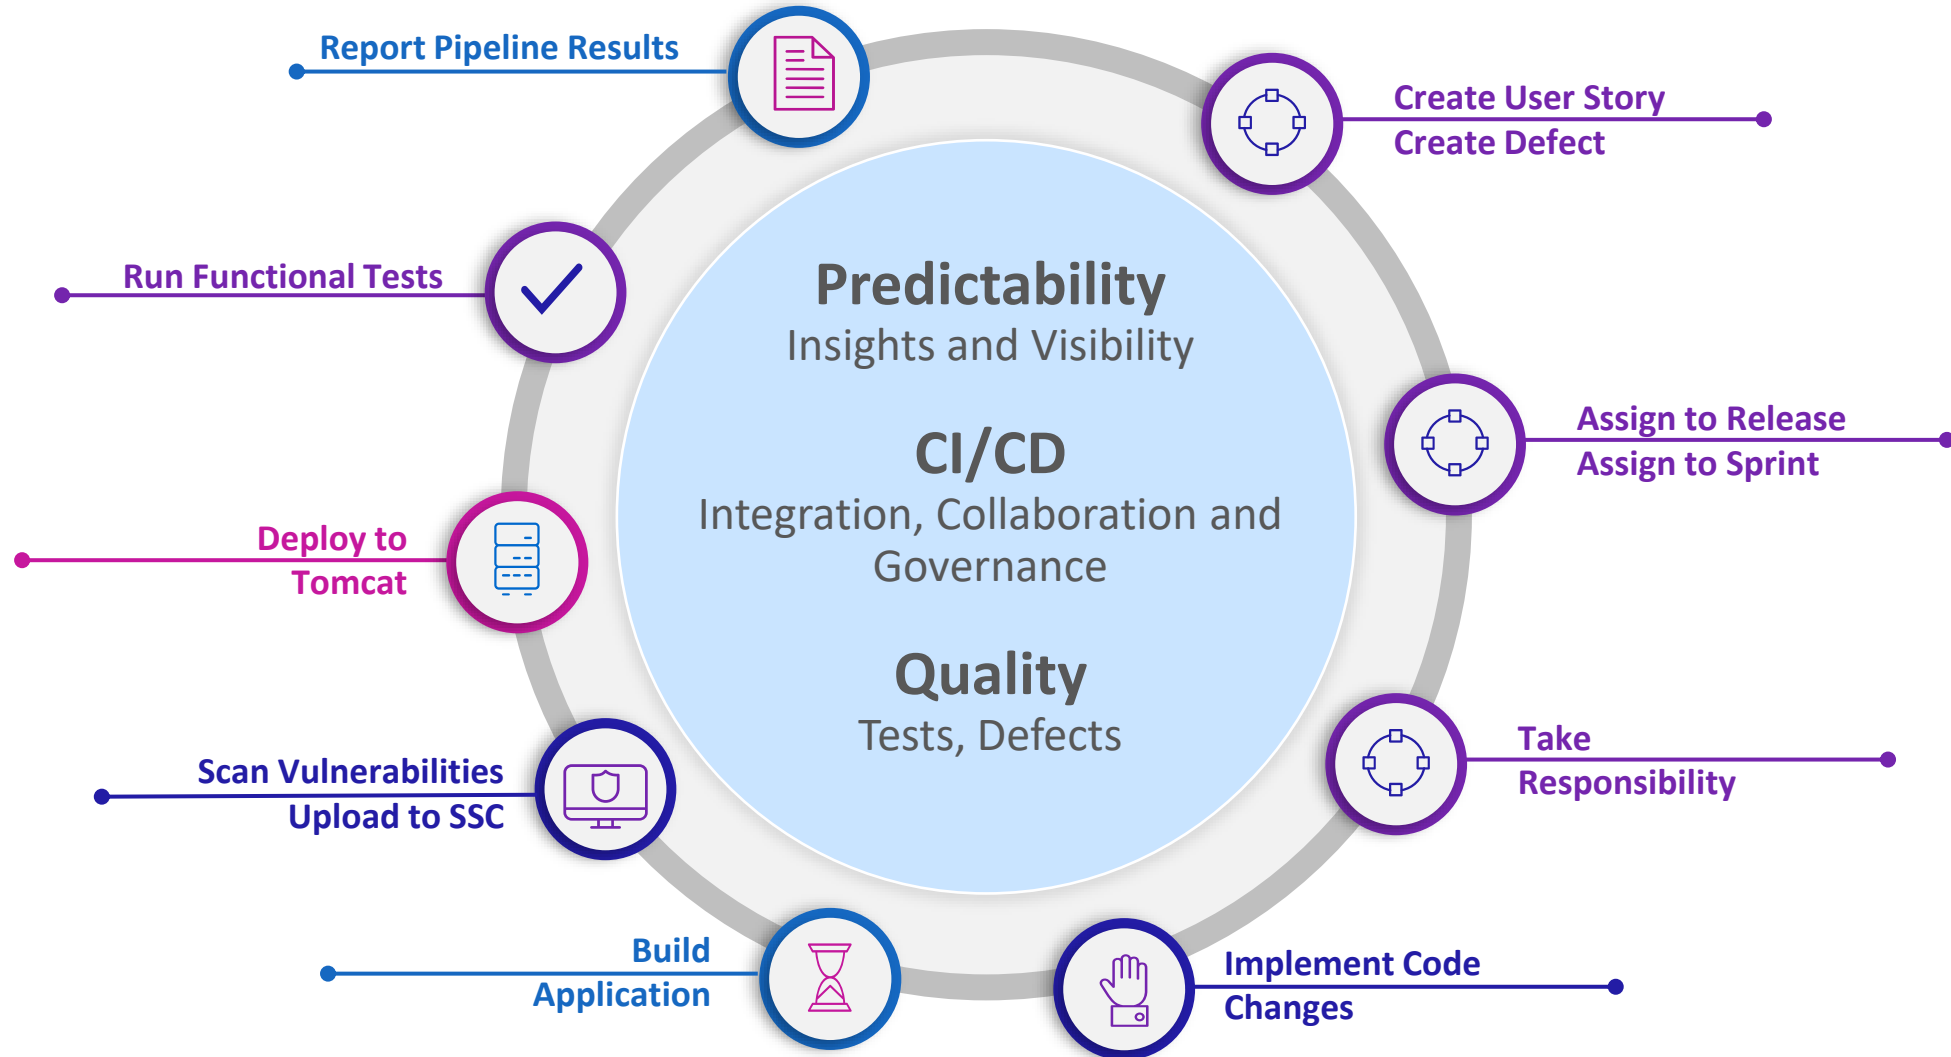 Report Pipeline Results
Create User Story
Create Defect
Run Functional Tests
Predictability
Insights and Visibility
CI/CD
Integration, Collaboration and
Governance
Quality
Tests, Defects
Assign to Release
Assign to Sprint
Deploy to
Tomcat
Take
Responsibility
Scan Vulnerabilities
Upload to SSC
Build
Application
Implement Code
Changes